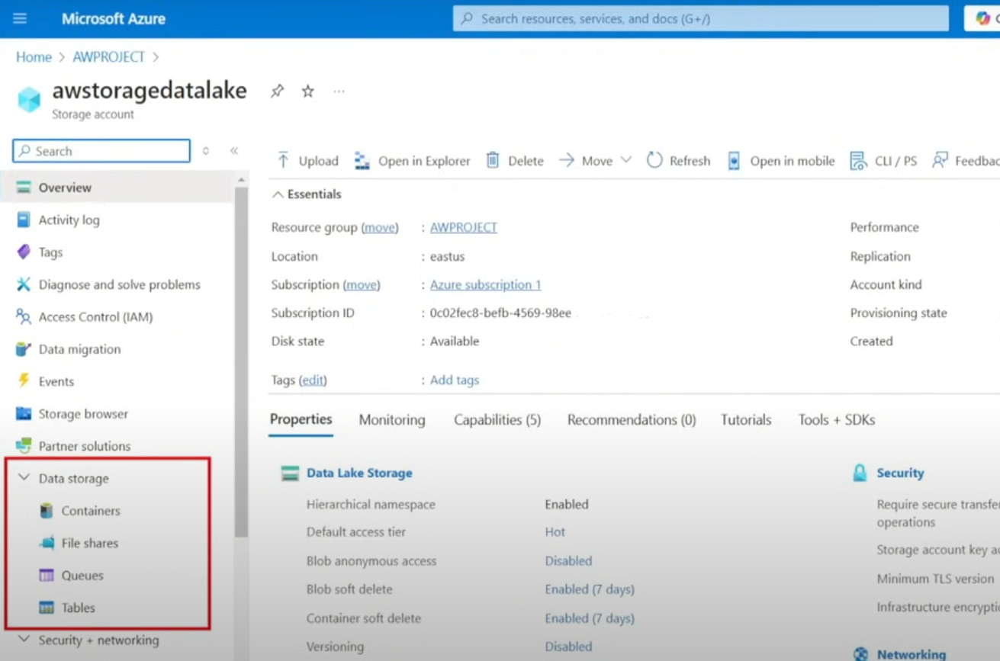 Microsoft Azure
Search resources, services, and docs (G+/)
Home > AWPROJECT >
awstoragedatalake
Storage account
Search
Overview
Activity log
Tags
Diagnose and solve problems
Access Control (IAM)
Data migration
Events
Storage browser
Partner solutions
Data storage
Containers
File shares
Queues
Tables
Security + networking
Upload Open in Explorer Delete Move Refresh Open in mobile CLI / PS Feedbac
Essentials
Resource group (move) : AWPROJECT
Location : eastus
Subscription (move) : Azure subscription 1
Subscription ID : 0c02fec8-befb-4569-98ee
Disk state : Available
Tags (edit) : Add tags
Performance
Replication
Account kind
Provisioning state
Created
Properties Monitoring Capabilities (5) Recommendations (0) Tutorials Tools + SDKs
Data Lake Storage
Hierarchical namespace Enabled
Default access tier Hot
Blob anonymous access Disabled
Blob soft delete Enabled (7 days)
Container soft delete Enabled (7 days)
Versioning Disabled
Security
Require secure transfer
operations
Storage account key ac
Minimum TLS version
Infrastructure encryptio
Networking